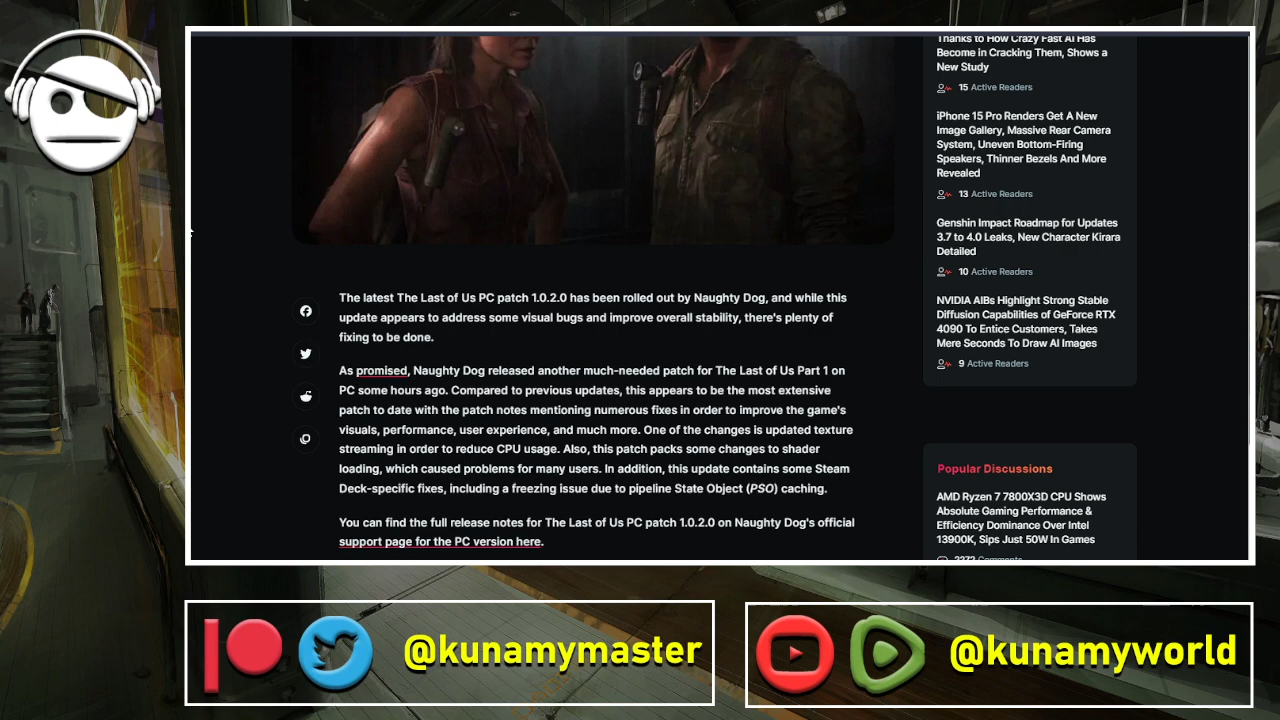 The latest The Last of Us PC patch 1.0.2.0 has been rolled out by Naughty Dog, and while this
update appears to address some visual bugs and improve overall stability, there's plenty of
fixing to be done.
As promised, Naughty Dog released another much-needed patch for The Last of Us Part 1 on
PC some hours ago. Compared to previous updates, this appears to be the most extensive
patch to date with the patch notes mentioning numerous fixes in order to improve the game's
visuals, performance, user experience, and much more. One of the changes is updated texture
streaming in order to reduce CPU usage. Also, this patch packs some changes to shader
loading, which caused problems for many users. In addition, this update contains some Steam
Deck-specific fixes, including a freezing issue due to pipeline State Object (PSO) caching.
You can find the full release notes for The Last of Us PC patch 1.0.2.0 on Naughty Dog's official
support page for the PC version here.
Thanks to How Crazy Fast AI Has
Become in Cracking Them, Shows a
New Study
15 Active Readers
iPhone 15 Pro Renders Get A New
Image Gallery, Massive Rear Camera
System, Uneven Bottom-Firing
Speakers, Thinner Bezels And More
Revealed
13 Active Readers
Genshin Impact Roadmap for Updates
3.7 to 4.0 Leaks, New Character Kirara
Detailed
10 Active Readers
NVIDIA AIBs Highlight Strong Stable
Diffusion Capabilities of GeForce RTX
4090 To Entice Customers, Takes
Mere Seconds To Draw AI Images
9 Active Readers
Popular Discussions
AMD Ryzen 7 7800X3D CPU Shows
Absolute Gaming Performance &
Efficiency Dominance Over Intel
13900K, Sips Just 50W In Games
2272 Comments
@kunamymaster
@kunamyworld